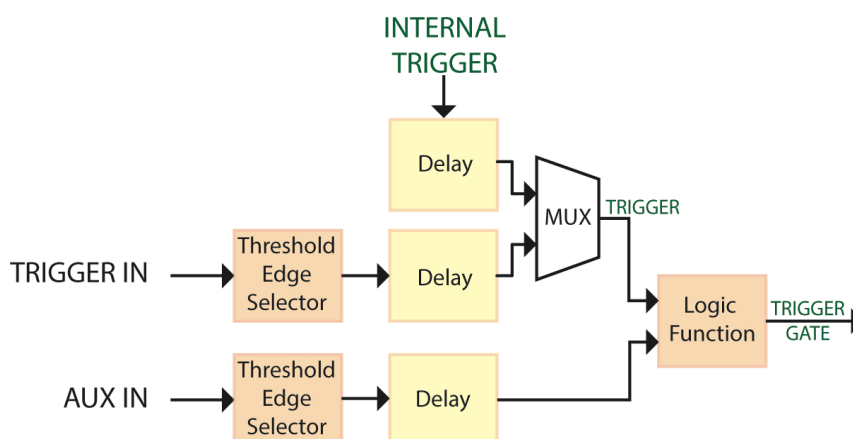 INTERNAL
TRIGGER
Delay
MUX
TRIGGER
TRIGGER IN
Threshold
Edge
Selector
Delay
Logic
Function
TRIGGER
GATE
AUX IN
Threshold
Edge
Selector
Delay